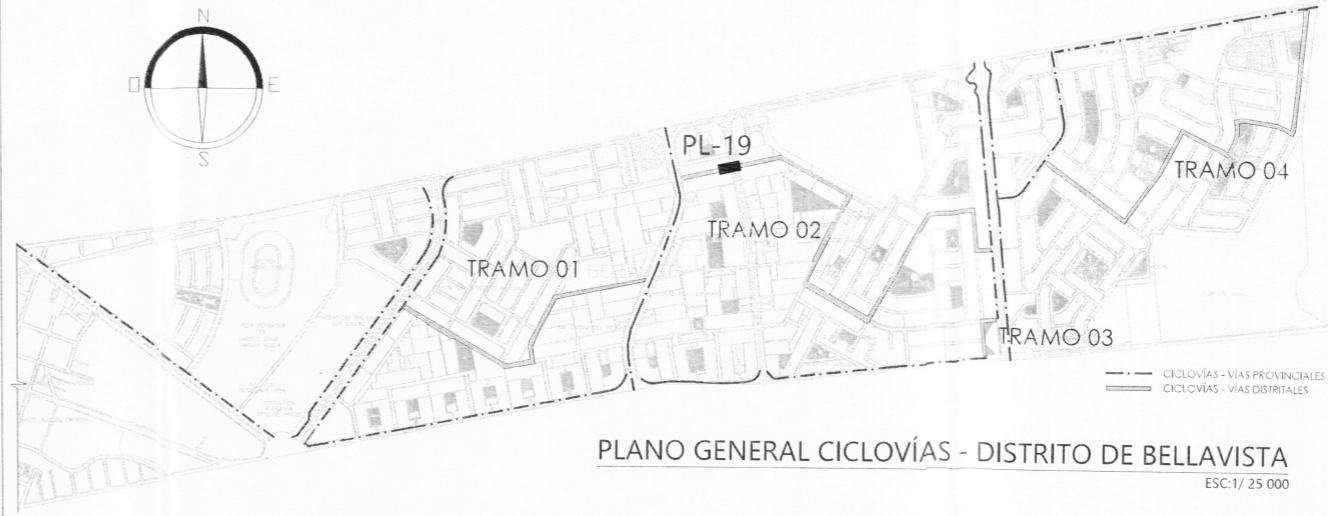 N
O
E
S
PL-19
TRAMO 04
TRAMO 02
TRAMO 01
TRAMO 03
CICLOVÍAS - VÍAS PROVINCIALES
CICLOVÍAS - VÍAS DISTRITALES
PLANO GENERAL CICLOVÍAS - DISTRITO DE BELLAVISTA
ESC:1/ 25 000